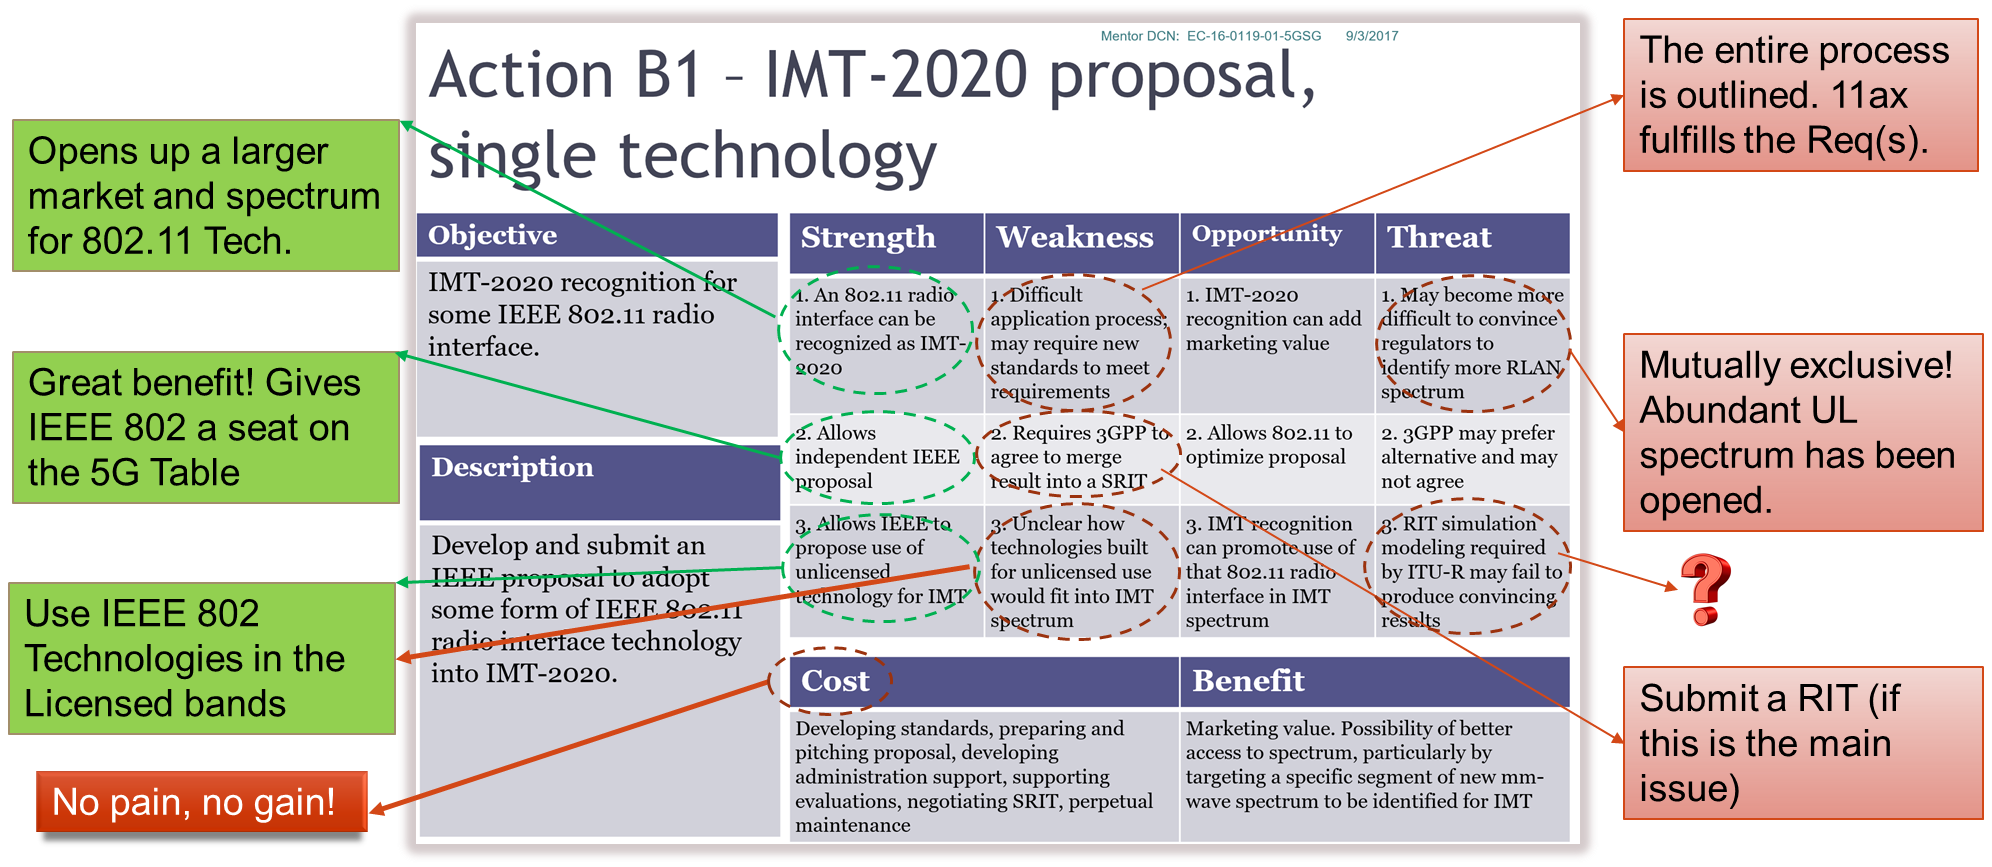 Mentor DCN:  EC-16-0119-01-5GSG      9/3/2017
Action B1 – IMT-2020 proposal,
single technology
Opens up a larger
market and spectrum
for 802.11 Tech.
Great benefit! Gives
IEEE 802 a seat on
the 5G Table
Use IEEE 802
Technologies in the
Licensed bands
No pain, no gain!
Objective
IMT-2020 recognition for
some IEEE 802.11 radio
interface.
Description
Develop and submit an
IEEE proposal to adopt
some form of IEEE 802.11
radio interface technology
into IMT-2020.
Strength
Weakness
Opportunity
Threat
1. An 802.11 radio
interface can be
recognized as IMT-
2020
1. Difficult
application process;
may require new
standards to meet
requirements
1. IMT-2020
recognition can add
marketing value
1. May become more
difficult to convince
regulators to
identify more RLAN
spectrum
2. Allows
independent IEEE
proposal
2. Requires 3GPP to
agree to merge
result into a SRIT
2. Allows 802.11 to
optimize proposal
2. 3GPP may prefer
alternative and may
not agree
3. Allows IEEE to
propose use of
unlicensed
technology for IMT
3. Unclear how
technologies built
for unlicensed use
would fit into IMT
spectrum
3. IMT recognition
can promote use of
that 802.11 radio
interface in IMT
spectrum
3. RIT simulation
modeling required
by ITU-R may fail to
produce convincing
results
Cost
Benefit
Developing standards, preparing and
pitching proposal, developing
administration support, supporting
evaluations, negotiating SRIT, perpetual
maintenance
Marketing value. Possibility of better
access to spectrum, particularly by
targeting a specific segment of new mm-
wave spectrum to be identified for IMT
The entire process
is outlined. 11ax
fulfills the Req(s).
Mutually exclusive!
Abundant UL
spectrum has been
opened.
?
Submit a RIT (if
this is the main
issue)